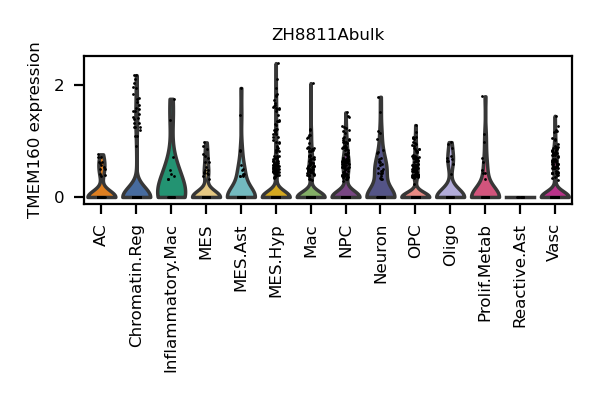 ZH8811Abulk
TMEM160 expression
2
0
AC
Chromatin.Reg
Inflammatory.Mac
MES
MES.Ast
MES.Hyp
Mac
NPC
Neuron
OPC
Oligo
Prolif.Metab
Reactive.Ast
Vasc